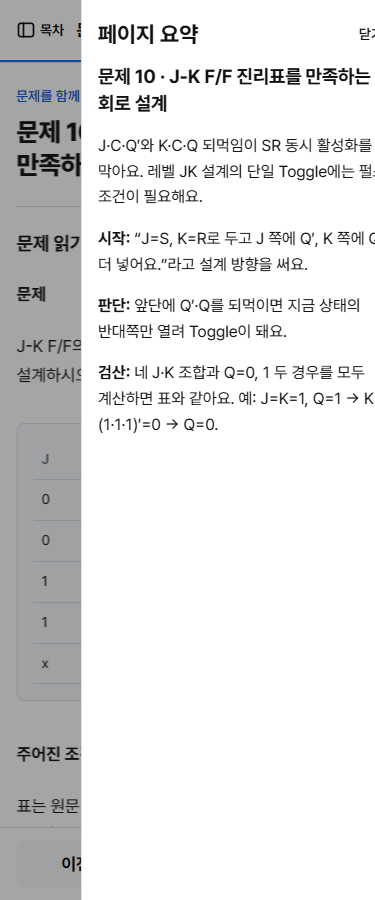 목차
페이지 요약
문제를 함께
문제 10 · J-K F/F 진리표를 만족하는
회로 설계
J·C·Q′와 K·C·Q 되먹임이 SR 동시 활성화를
막아요. 레벨 JK 설계의 단일 Toggle에는
조건이 필요해요.
시작: “J=S, K=R로 두고 J 쪽에 Q′, K 쪽에
더 넣어요.”라고 설계 방향을 써요.
판단: 앞단에 Q′·Q를 되먹이면 지금 상태의
반대쪽만 열려 Toggle이 돼요.
검산: 네 J·K 조합과 Q=0, 1 두 경우를 모두
계산하면 표와 같아요. 예: J=K=1, Q=1 → K
(1·1·1)′=0 → Q=0.
문제
만족하
문제 읽기
문제
J-K F/F의
설계하시오
J
0
0
1
1
x
주어진
표는 원문